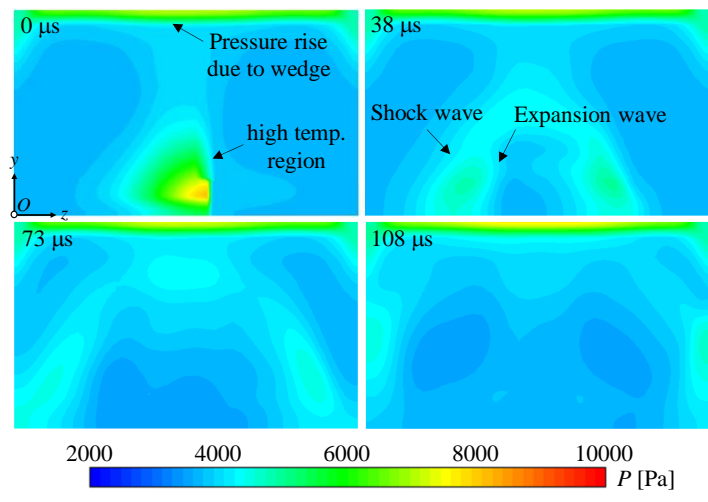 0 μs
Pressure rise
due to wedge
high temp.
region
y
O
z
38 μs
Shock wave
Expansion wave
73 μs
108 μs
2000 4000 6000 8000 10000
P [Pa]